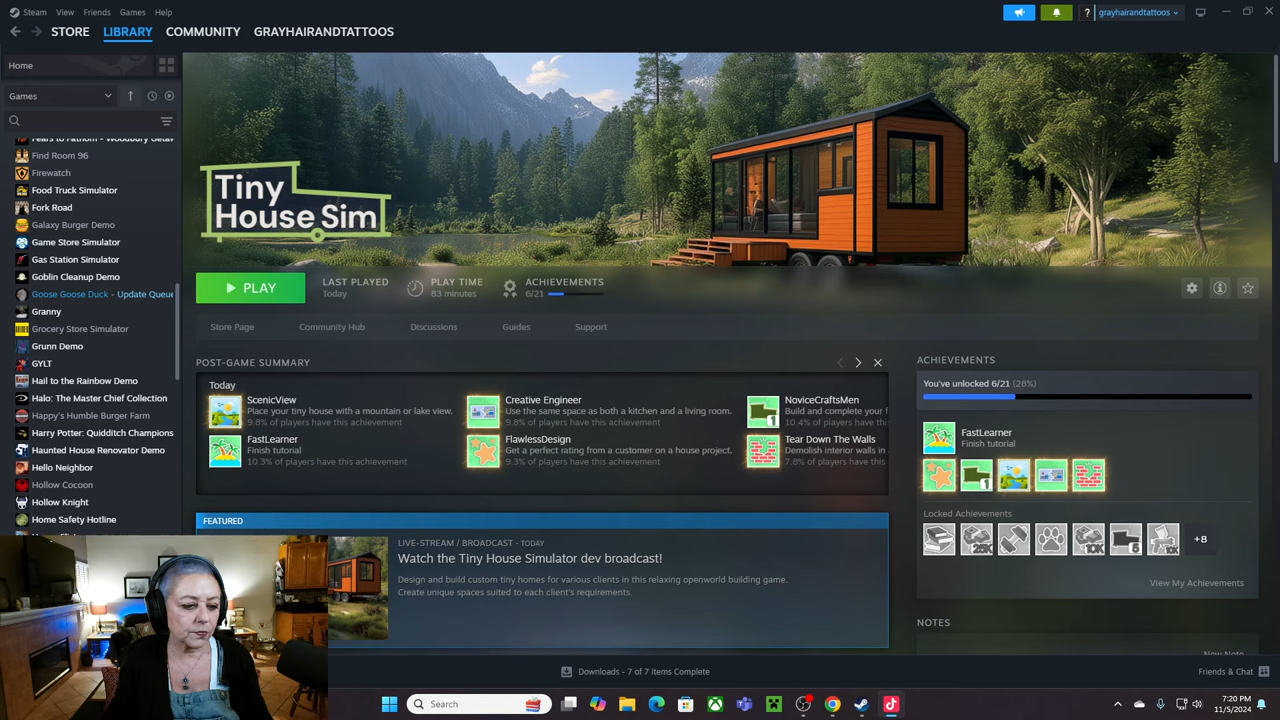 Steam View Friends Games Help
? grayhairandtattoos
STORE LIBRARY COMMUNITY GRAYHAIRANDTATTOOS
Home
Games
Find Room 96
Firewatch
Food Truck Simulator
Fork Road
Galaxy Burger Demo
Game Store Simulator
Gas Station Simulator
Goblin Cleanup Demo
Goose Goose Duck - Update Queue
Granny
Grocery Store Simulator
Grunn Demo
GYLT
Hail to the Rainbow Demo
Halo: The Master Chief Collection
Happy's Humble Burger Farm
Harry Potter: Quidditch Champions
Haunted House Renovator Demo
Hello Neighbor
Hollow Cocoon
Hollow Knight
Home Safety Hotline
Tiny
House Sim
PLAY
LAST PLAYED
Today
PLAY TIME
83 minutes
ACHIEVEMENTS
6/21
Store Page Community Hub Discussions Guides Support
POST-GAME SUMMARY
Today
ScenicView
Place your tiny house with a mountain or lake view.
9.8% of players have this achievement
Creative Engineer
Use the same space as both a kitchen and a living room.
9.8% of players have this achievement
NoviceCraftsMen
Build and complete your f
10.4% of players have this a
FastLearner
Finish tutorial
10.3% of players have this achievement
FlawlessDesign
Get a perfect rating from a customer on a house project.
9.3% of players have this achievement
Tear Down The Walls
Demolish interior walls in a
7.8% of players have this a
FEATURED
LIVE-STREAM / BROADCAST - TODAY
Watch the Tiny House Simulator dev broadcast!
Design and build custom tiny homes for various clients in this relaxing openworld building game.
Create unique spaces suited to each client's requirements.
ACHIEVEMENTS
You've unlocked 6/21 (28%)
FastLearner
Finish tutorial
Locked Achievements
+8
View My Achievements
NOTES
New Note
Downloads - 7 of 7 Items Complete
Friends & Chat
Search
7:20 PM
11/5/2024